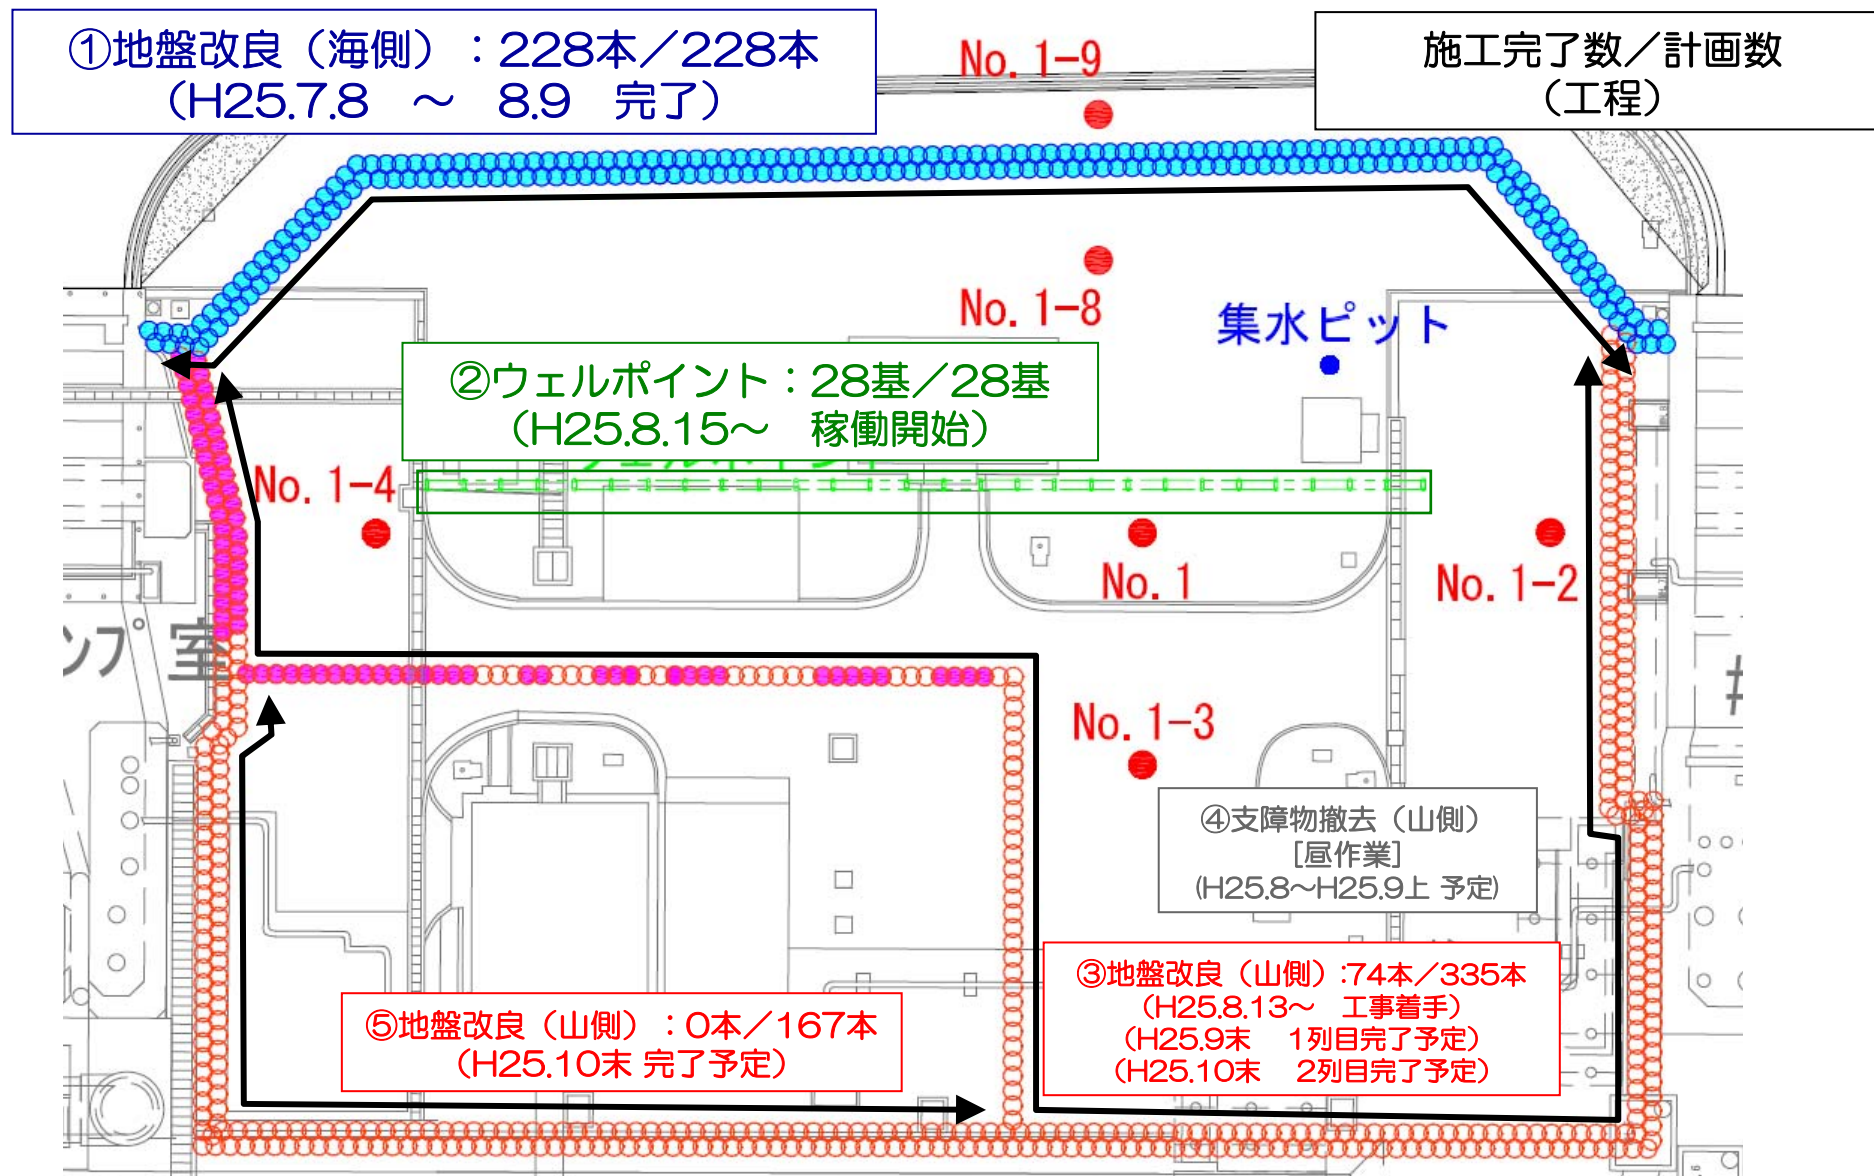 ①地盤改良（海側）：228本／228本
（H25.7.8　～　8.9　完了）
施工完了数／計画数
（工程）
No. 1-9
No. 1-8
集水ピット
②ウェルポイント：28基／28基
（H25.8.15～　稼働開始）
No. 1-4
No. 1
No. 1-2
ンプ室
No. 1-3
④支障物撤去（山側）
[昼作業]
(H25.8～H25.9上 予定)
③地盤改良（山側）:74本／335本
（H25.8.13～　工事着手）
（H25.9末　1列目完了予定）
（H25.10末　2列目完了予定）
⑤地盤改良（山側）：0本／167本
（H25.10末 完了予定）